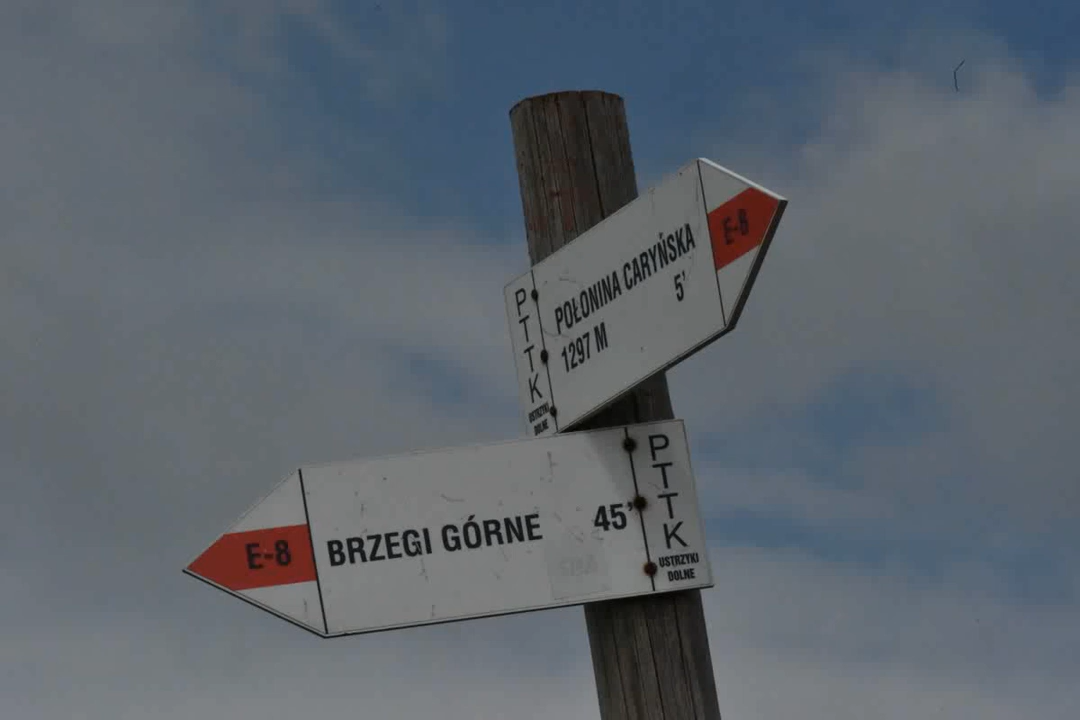 E-8
POŁONINA CARYŃSKA
5'
1297 M
PTTK
USTRZYKI
DOLNE
E-8
BRZEGI GÓRNE
45'
PTTK
USTRZYKI
DOLNE